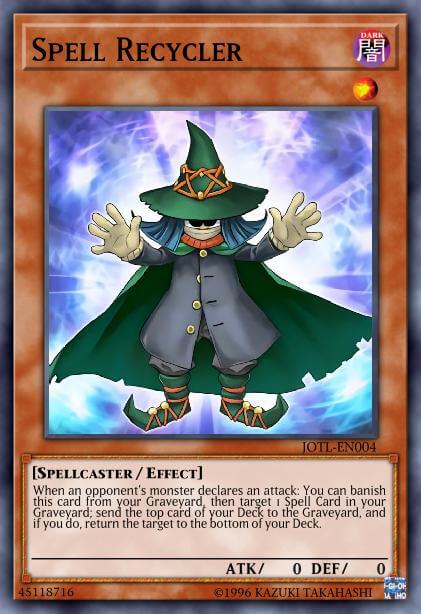 Spell Recycler
DARK
闇
JOTL-EN004
[Spellcaster / Effect]
When an opponent's monster declares an attack: You can banish
this card from your Graveyard, then target 1 Spell Card in your
Graveyard; send the top card of your Deck to the Graveyard, and
if you do, return the target to the bottom of your Deck.
ATK/ 0 DEF/ 0
45118716 ©1996 KAZUKI TAKAHASHI